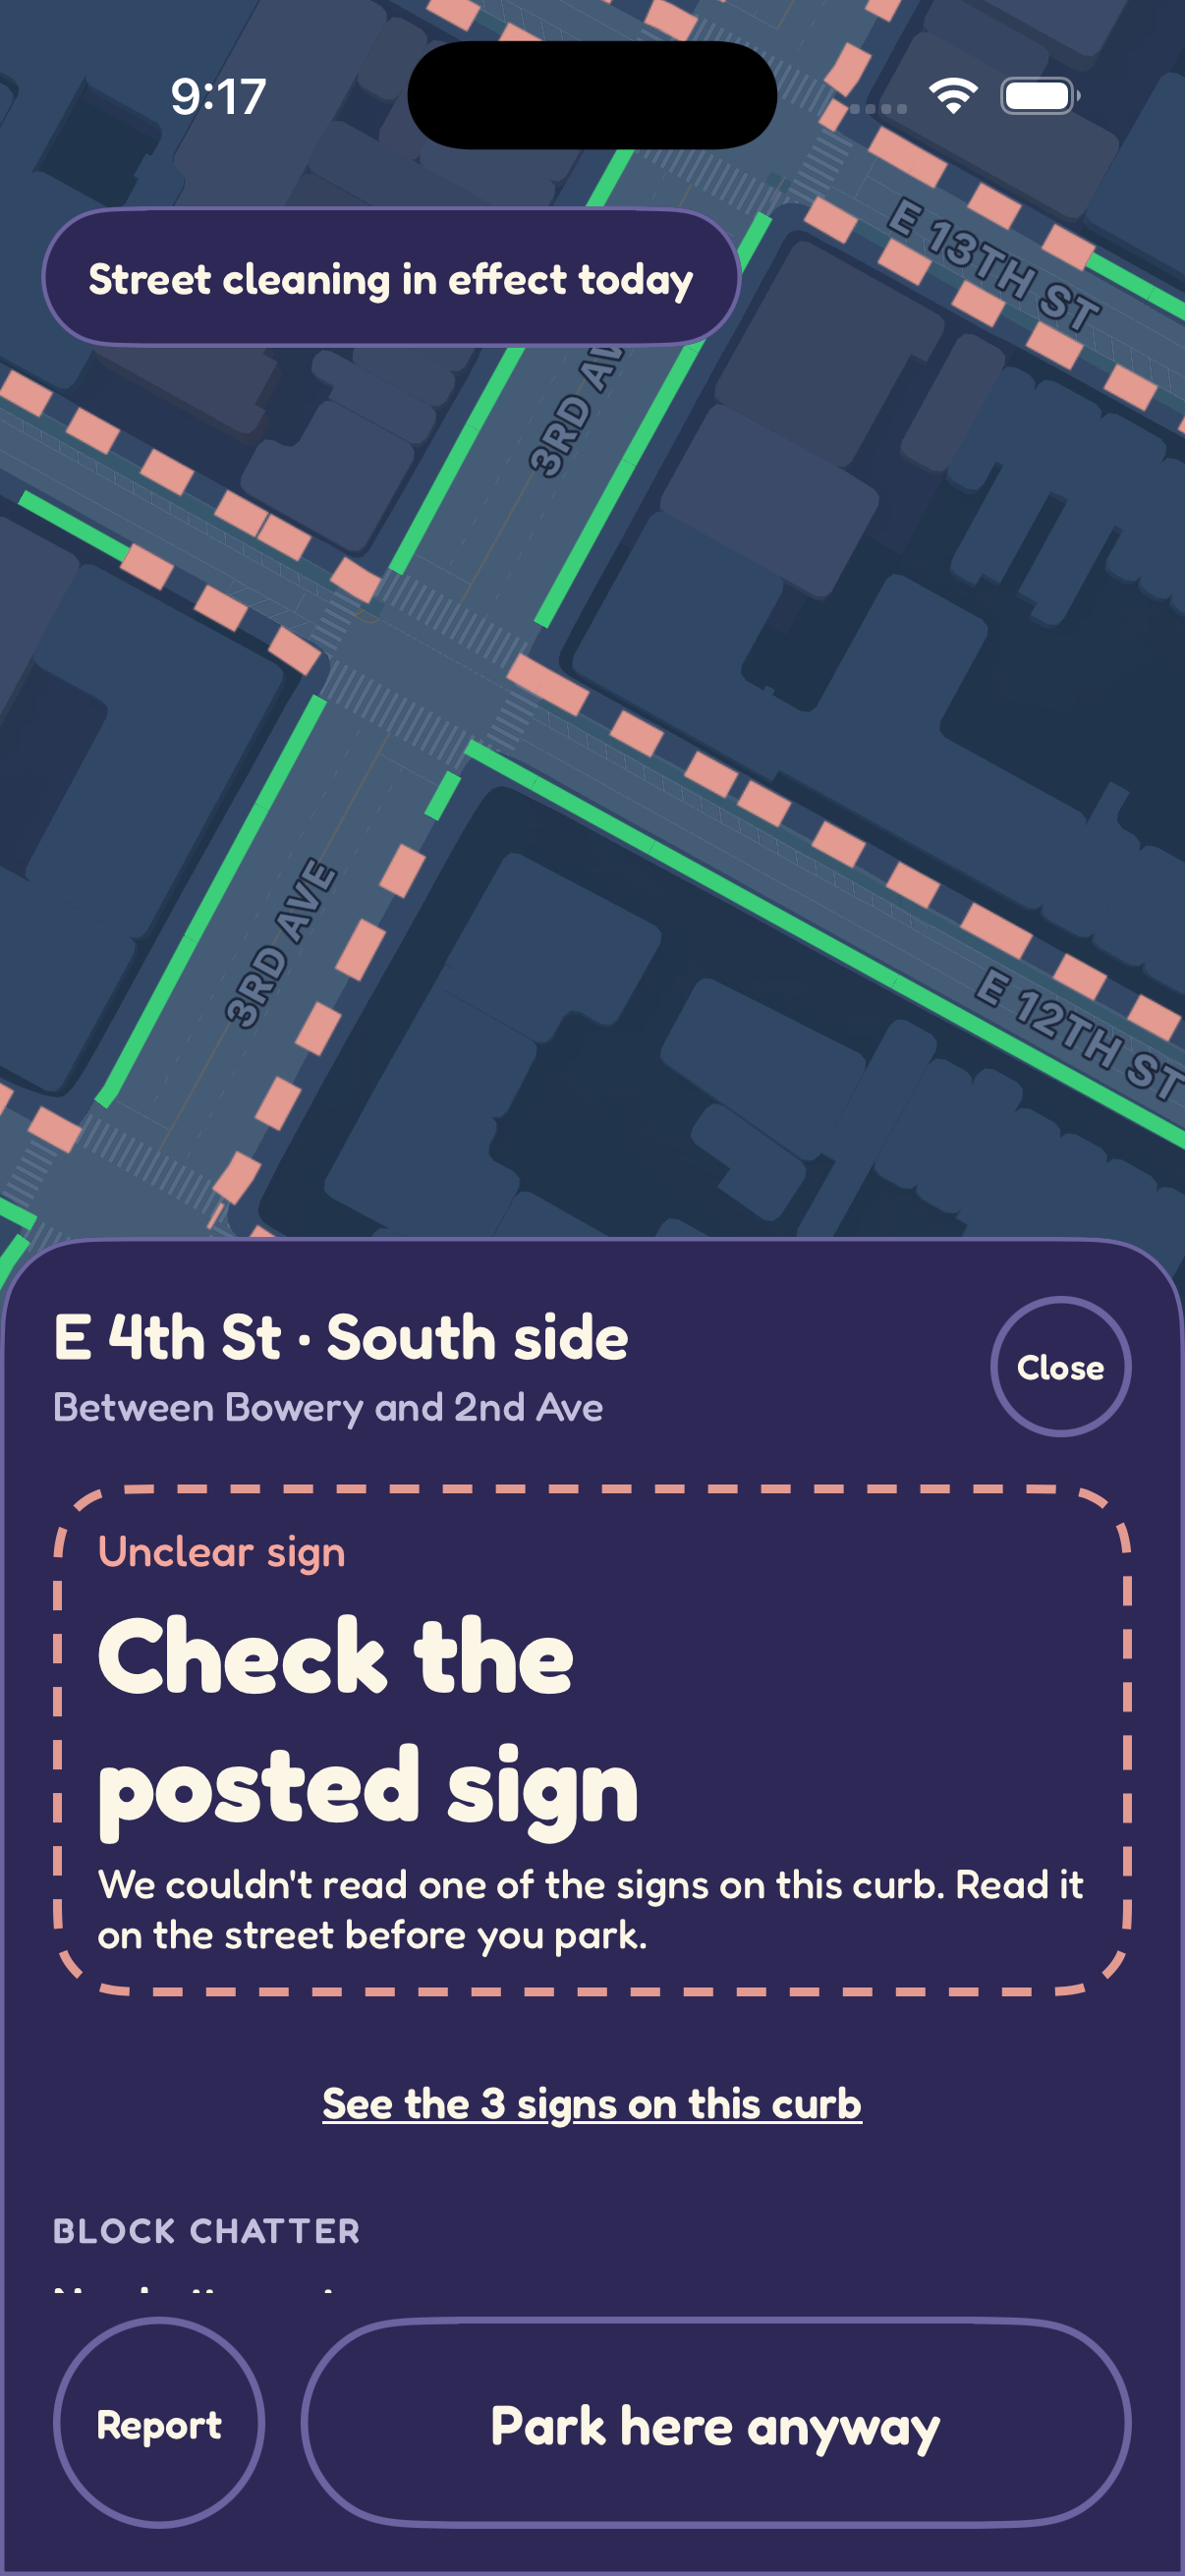 9:17
E 13TH ST
Street cleaning in effect today
3RD AV
3RD AVE
E 12TH ST
E 4th St · South side
Close
Between Bowery and 2nd Ave
Unclear sign
Check the
posted sign
We couldn't read one of the signs on this curb. Read it
on the street before you park.
See the 3 signs on this curb
BLOCK CHATTER
Report
Park here anyway